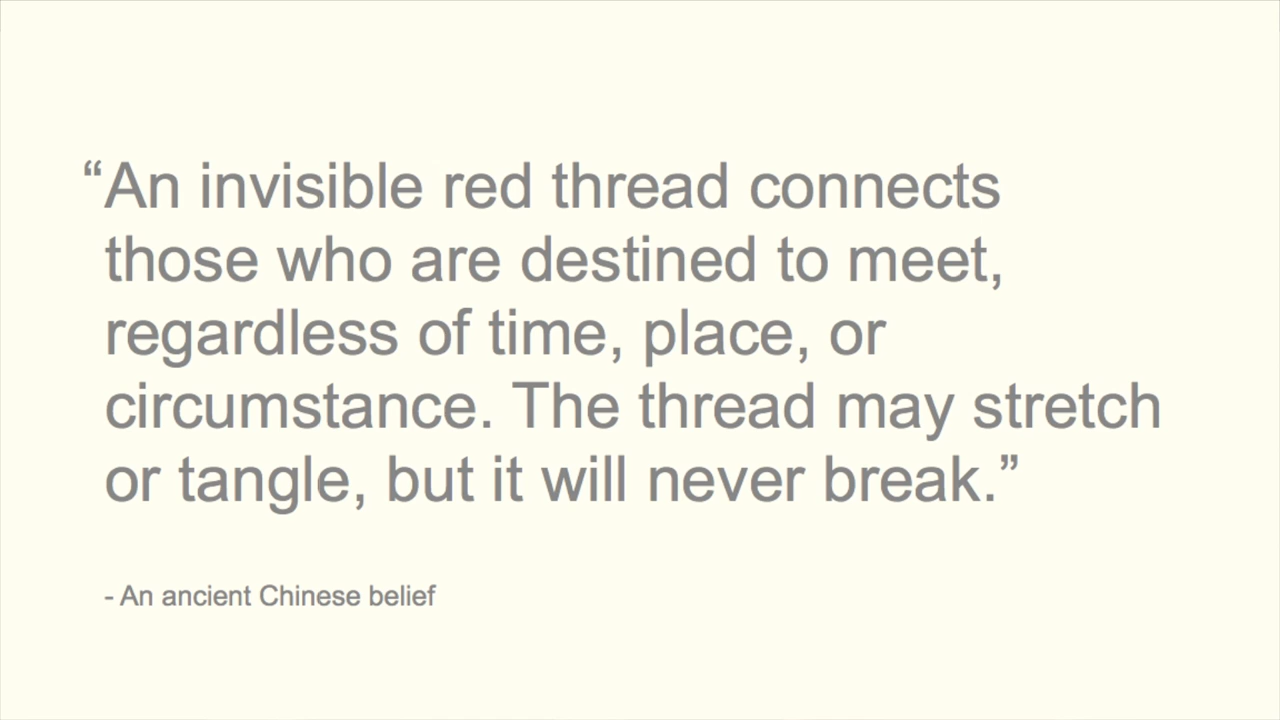 “An invisible red thread connects
those who are destined to meet,
regardless of time, place, or
circumstance. The thread may stretch
or tangle, but it will never break.”
- An ancient Chinese belief